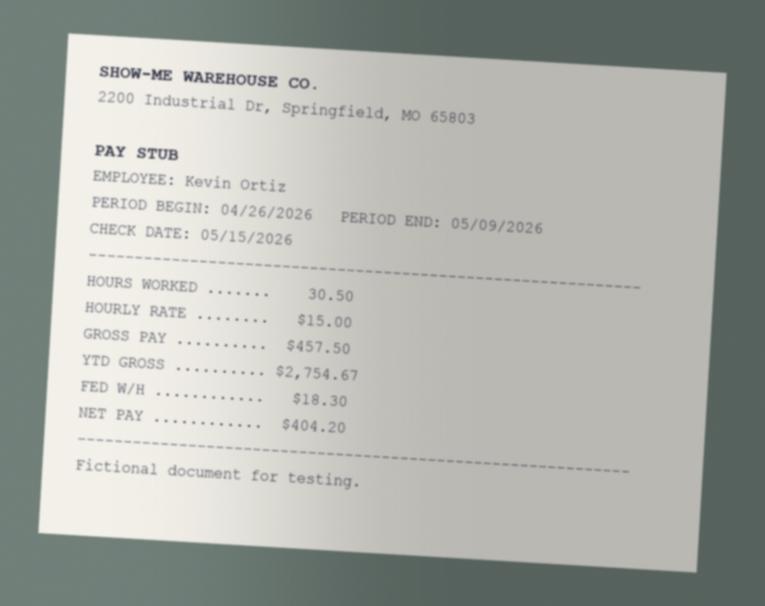 SHOW-ME WAREHOUSE CO.
2200 Industrial Dr, Springfield, MO 65803
PAY STUB
EMPLOYEE: Kevin Ortiz
PERIOD BEGIN: 04/26/2026 PERIOD END: 05/09/2026
CHECK DATE: 05/15/2026
------------------------------------------------------------
HOURS WORKED ....... 30.50
HOURLY RATE ........ $15.00
GROSS PAY .......... $457.50
YTD GROSS .......... $2,754.67
FED W/H ............ $18.30
NET PAY ............ $404.20
------------------------------------------------------------
Fictional document for testing.